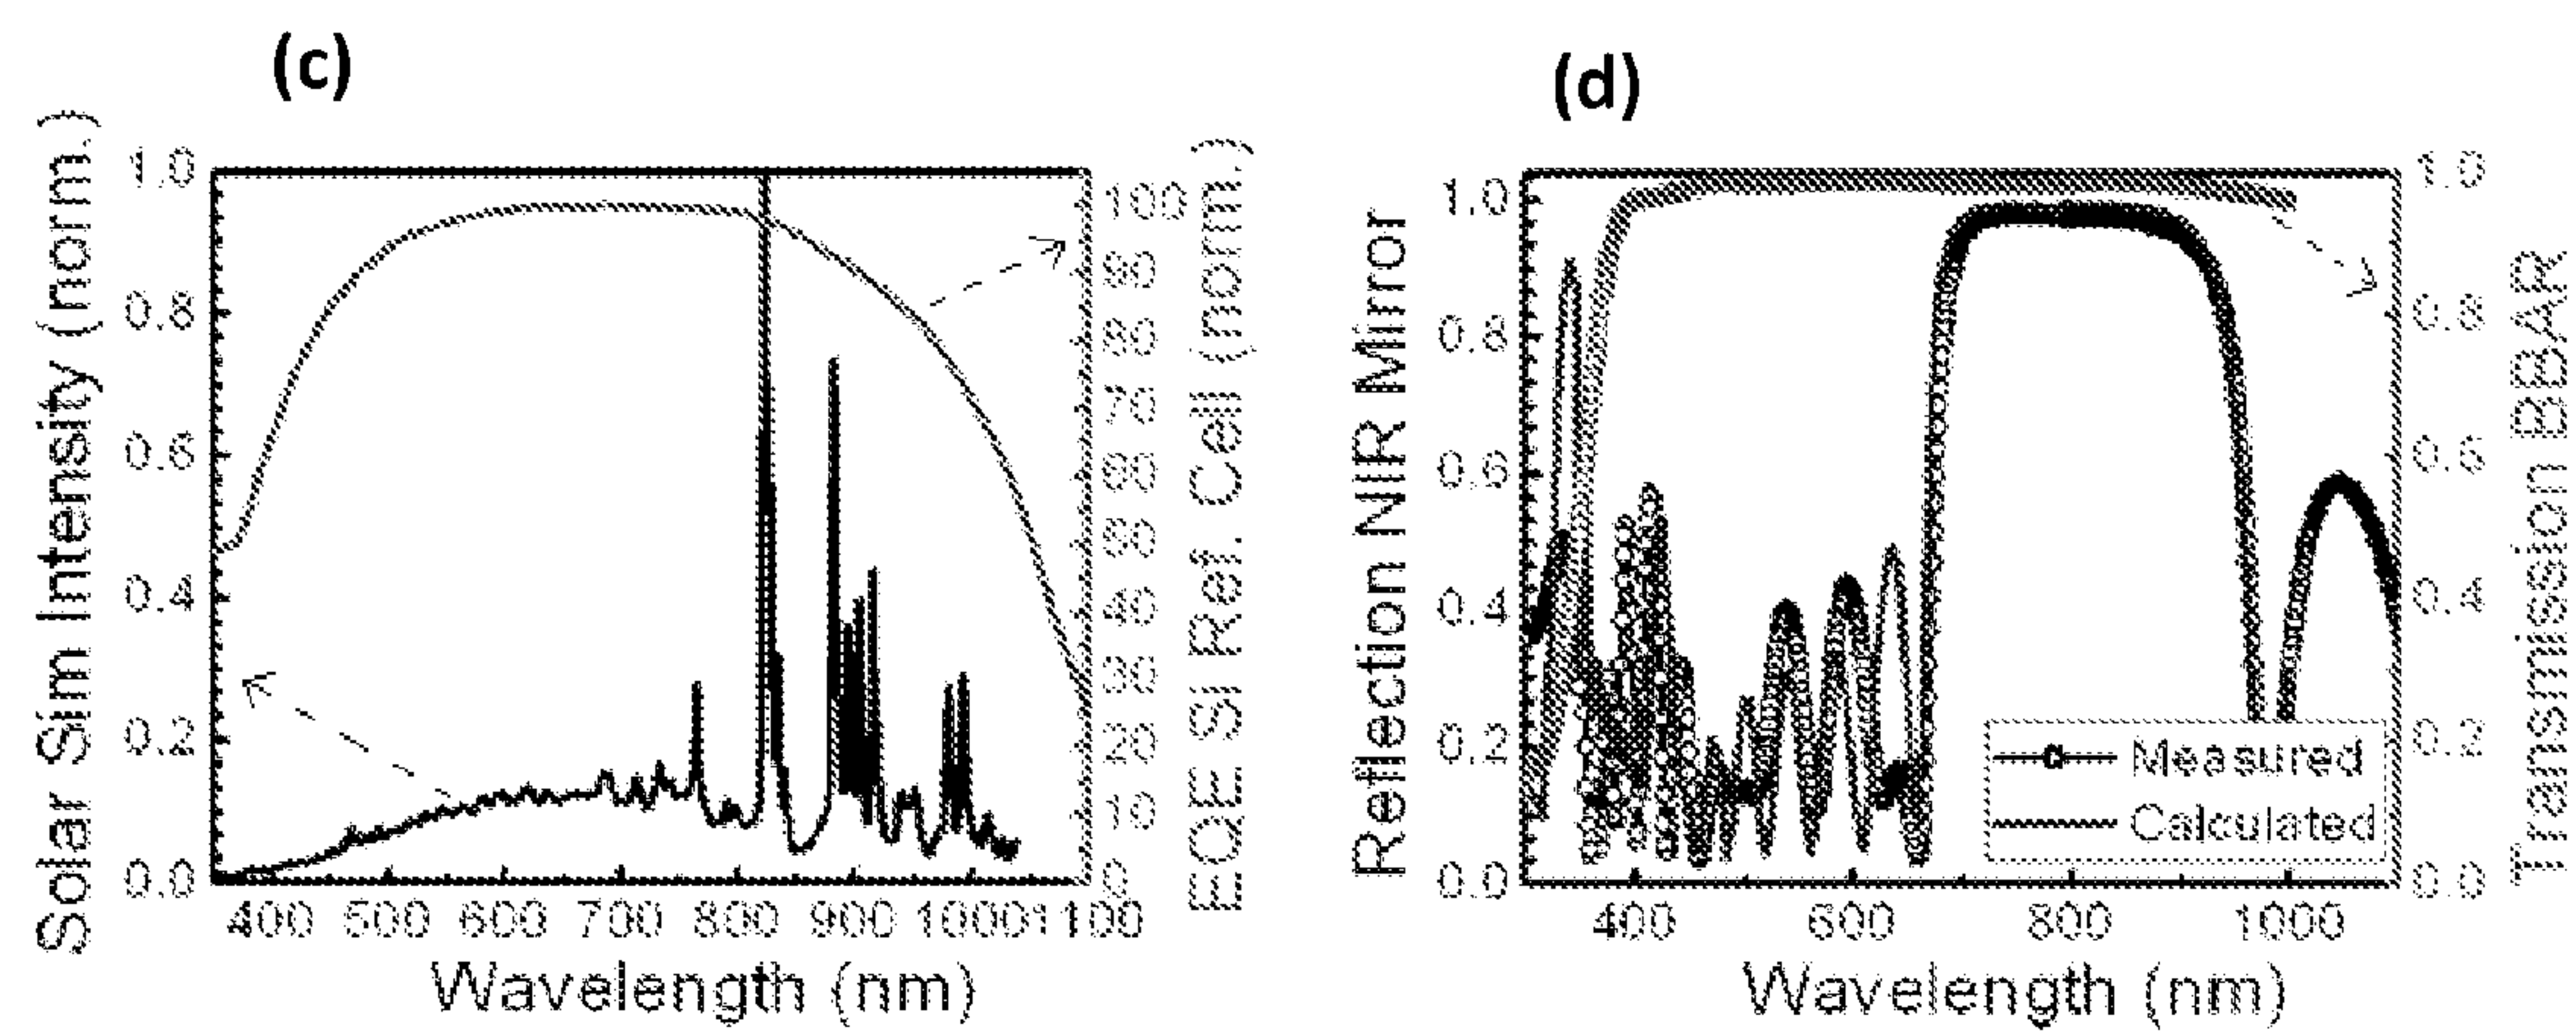 (c)
Solar Sim Intensity (norm.)
1.0
0.8
0.6
0.4
0.2
0.0
100
90
80
70
60
50
40
30
20
10
0
EQE Si Ref. Cell (norm.)
400 500 600 700 800 900 1000 1100
Wavelength (nm)
(d)
Reflection NIR Mirror
1.0
0.8
0.6
0.4
0.2
0.0
1.0
0.8
0.6
0.4
0.2
0.0
Transmission BBAR
Measured
Calculated
400 600 800 1000
Wavelength (nm)